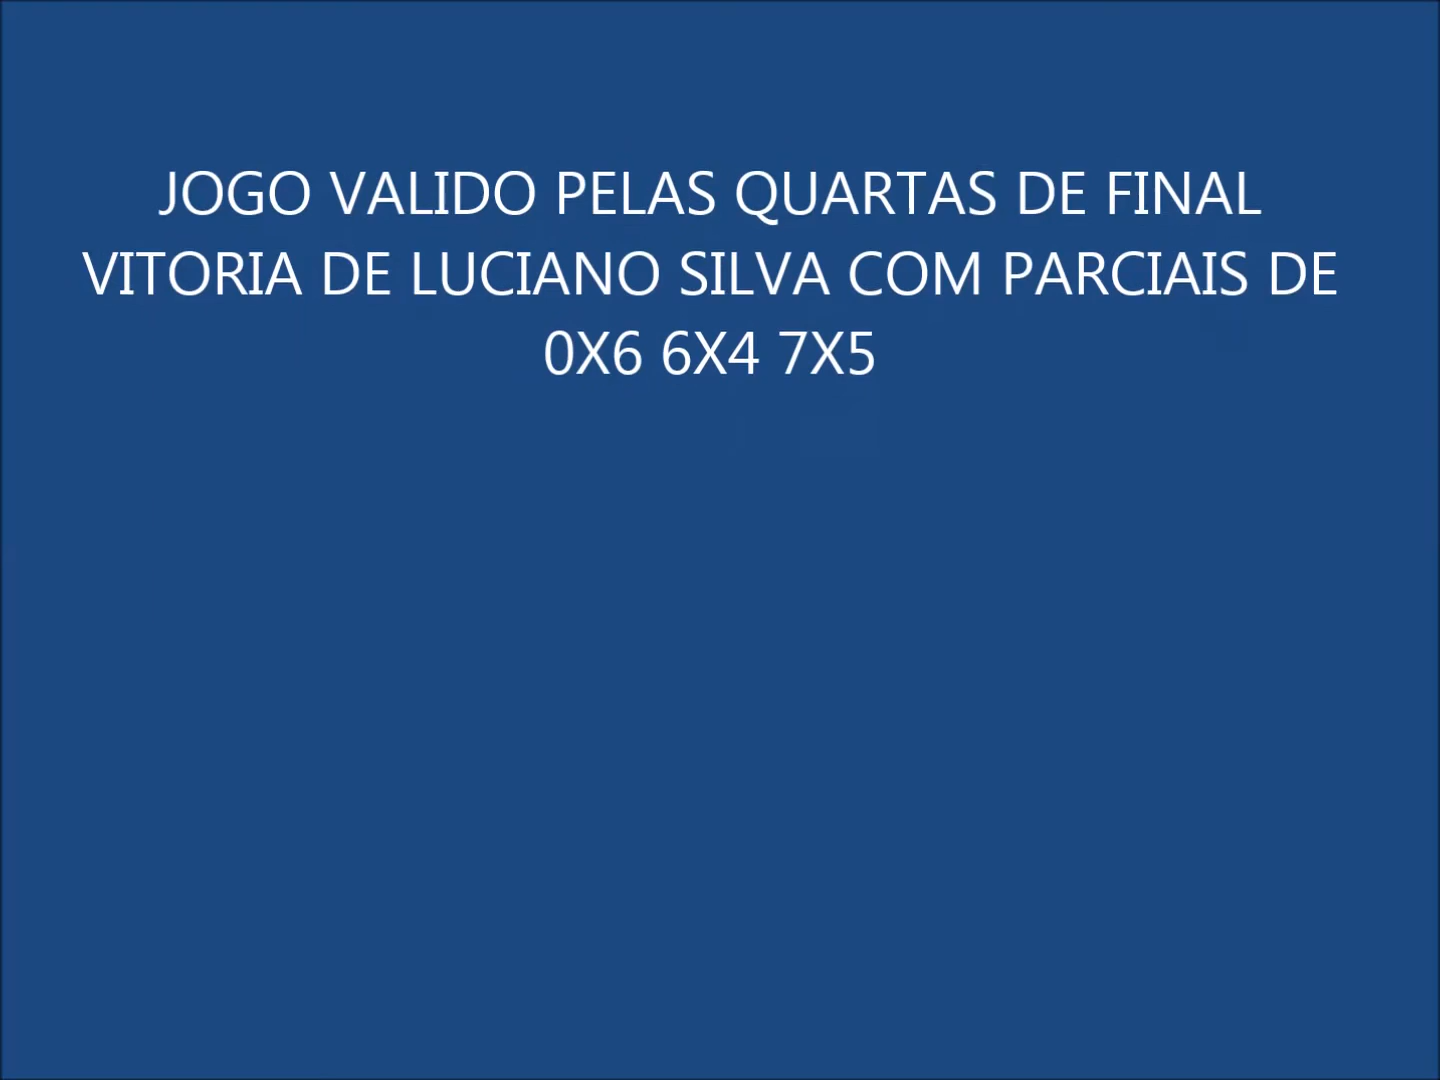 JOGO VALIDO PELAS QUARTAS DE FINAL
VITORIA DE LUCIANO SILVA COM PARCIAIS DE
0X6 6X4 7X5